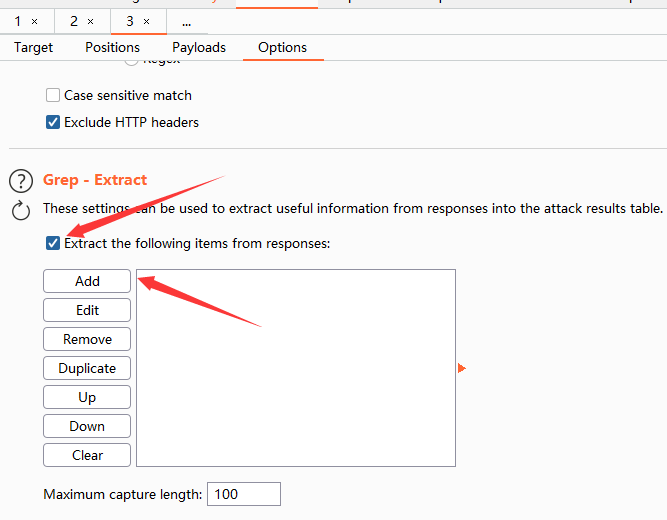 1 × 2 × 3 × ...
Target Positions Payloads Options
Regex
Case sensitive match
Exclude HTTP headers
? Grep - Extract
These settings can be used to extract useful information from responses into the attack results table.
Extract the following items from responses:
Add
Edit
Remove
Duplicate
Up
Down
Clear
Maximum capture length: 100